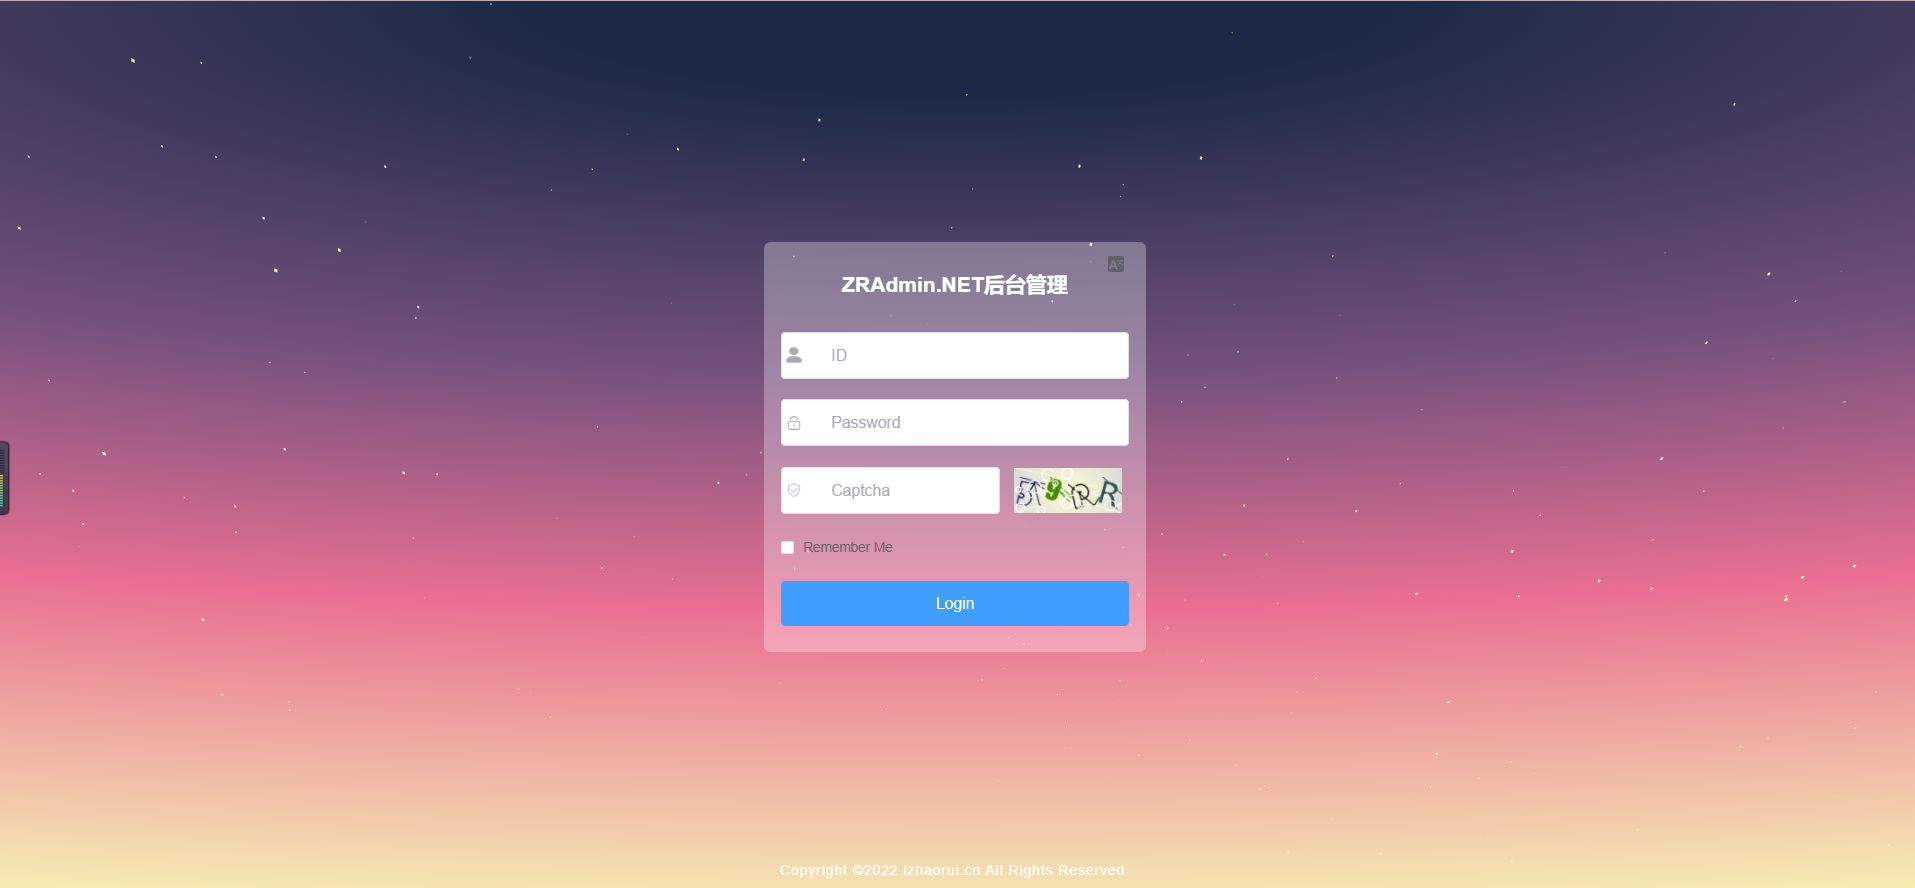 ZRAdmin.NET后台管理
ID
Password
Captcha
Remember Me
Login
Copyright ©2022 izhaorui.cn All Rights Reserved.